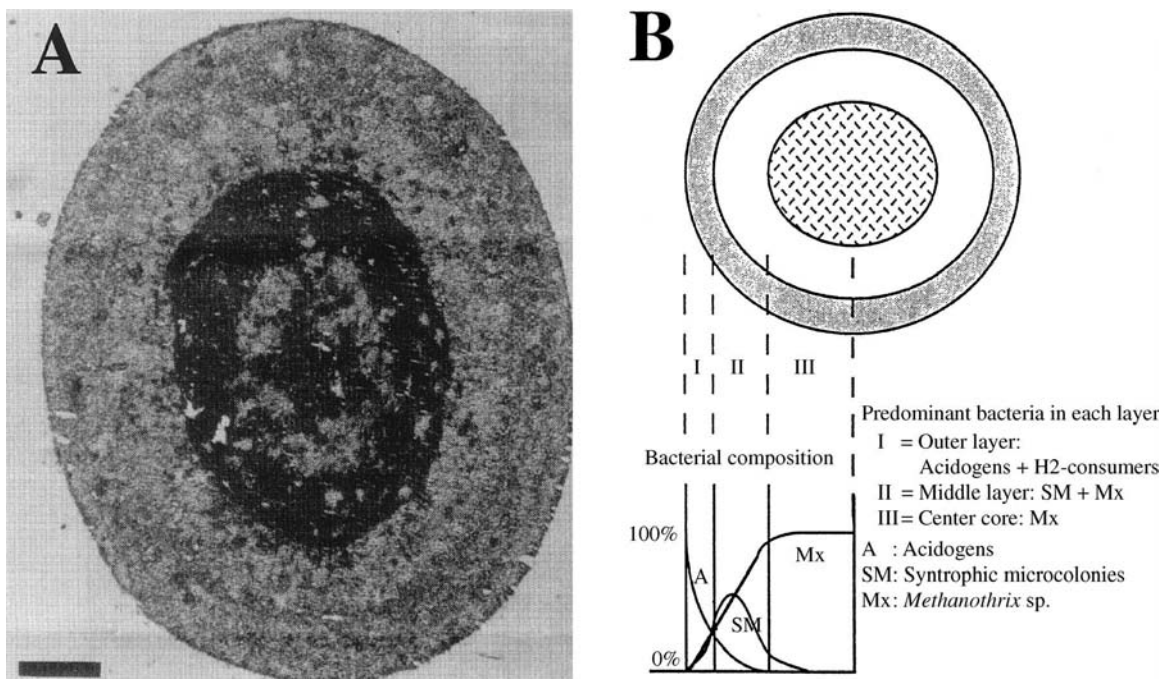 A
B
I
II
III
Bacterial composition
100%
0%
A
SM
Mx
Predominant bacteria in each layer
I = Outer layer:
Acidogens + H2-consumers
II = Middle layer: SM + Mx
III = Center core: Mx
A : Acidogens
SM: Syntrophic microcolonies
Mx: Methanothrix sp.